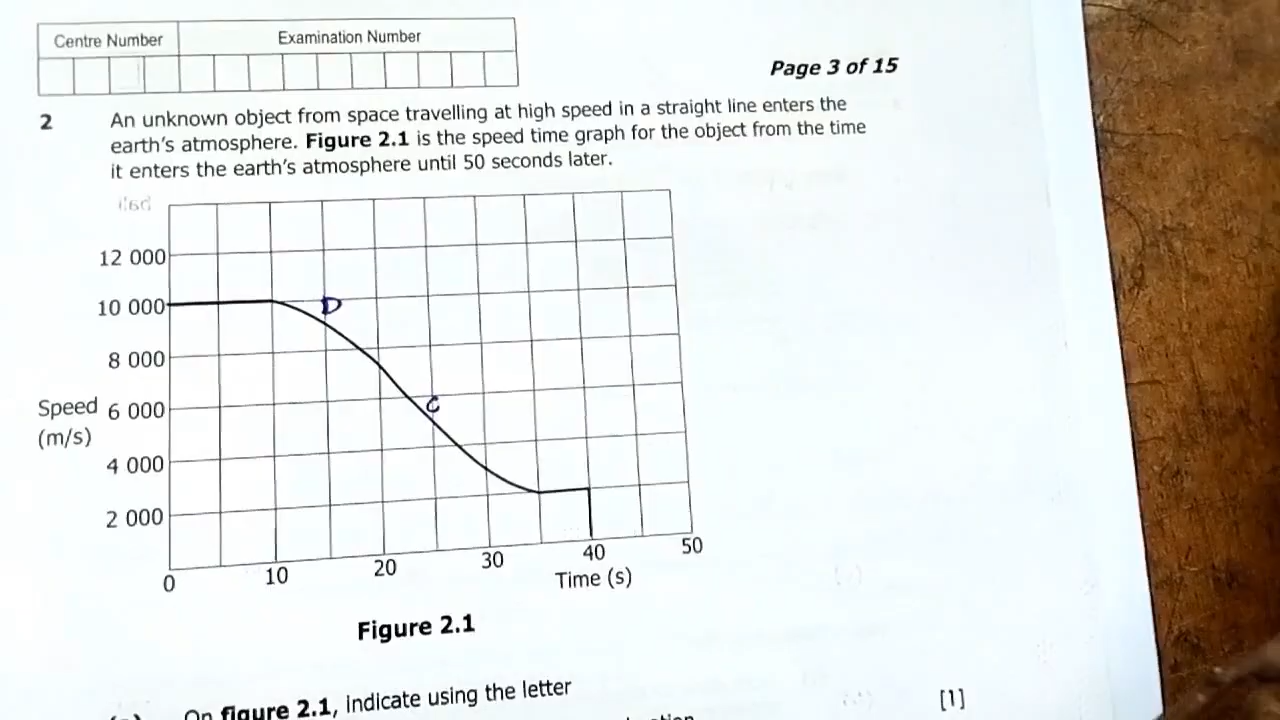 Centre Number Examination Number
Page 3 of 15
2 An unknown object from space travelling at high speed in a straight line enters the
earth's atmosphere. Figure 2.1 is the speed time graph for the object from the time
it enters the earth's atmosphere until 50 seconds later.
12 000
10 000
D
8 000
Speed 6 000
C
(m/s)
4 000
2 000
0 10 20 30 40 50
Time (s)
Figure 2.1
On figure 2.1, indicate using the letter
[1]